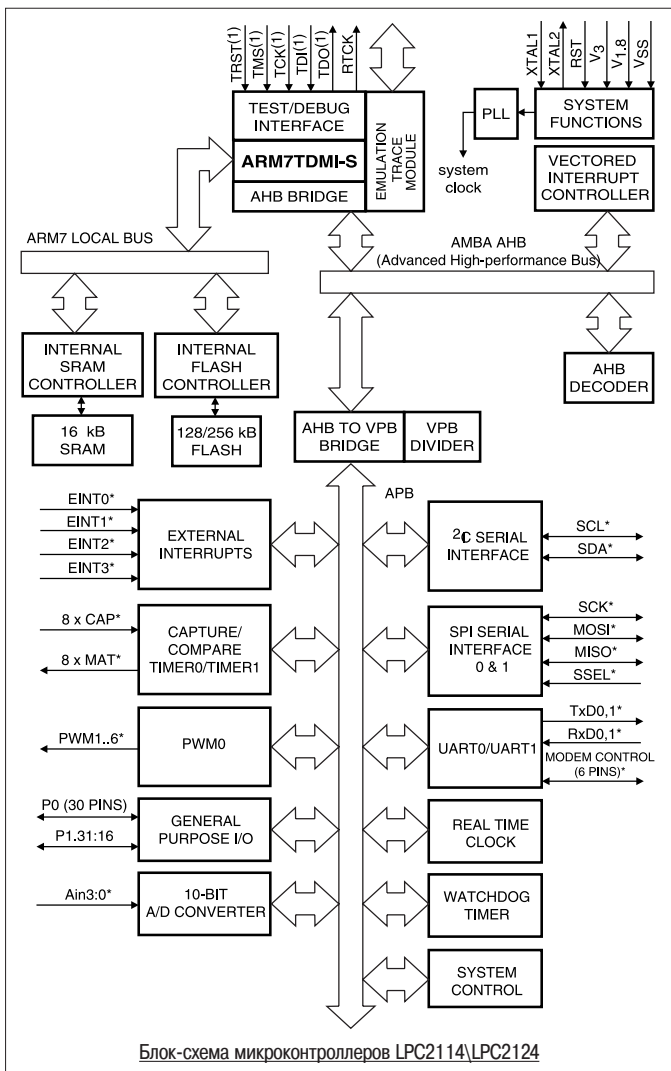 TRST(1)
TMS(1)
TCK(1)
TDI(1)
TDO(1)
RTCK
XTAL1
XTAL2
RST
V3
V1.8
VSS
TEST/DEBUG
INTERFACE
ARM7TDMI-S
AHB BRIDGE
EMULATION
TRACE
MODULE
PLL
system
clock
SYSTEM
FUNCTIONS
VECTORED
INTERRUPT
CONTROLLER
ARM7 LOCAL BUS
AMBA AHB
(Advanced High-performance Bus)
INTERNAL
SRAM
CONTROLLER
INTERNAL
FLASH
CONTROLLER
16 kB
SRAM
128/256 kB
FLASH
AHB
DECODER
AHB TO VPB
BRIDGE
VPB
DIVIDER
APB
EINT0*
EINT1*
EINT2*
EINT3*
EXTERNAL
INTERRUPTS
²C SERIAL
INTERFACE
SCL*
SDA*
8 x CAP*
8 x MAT*
CAPTURE/
COMPARE
TIMER0/TIMER1
SPI SERIAL
INTERFACE
0 & 1
SCK*
MOSI*
MISO*
SSEL*
PWM1..6*
PWM0
UART0/UART1
TxD0,1*
RxD0,1*
MODEM CONTROL
(6 PINS)*
P0 (30 PINS)
P1.31:16
GENERAL
PURPOSE I/O
REAL TIME
CLOCK
Ain3:0*
10-BIT
A/D CONVERTER
WATCHDOG
TIMER
SYSTEM
CONTROL
Блок-схема микроконтроллеров LPC2114\LPC2124